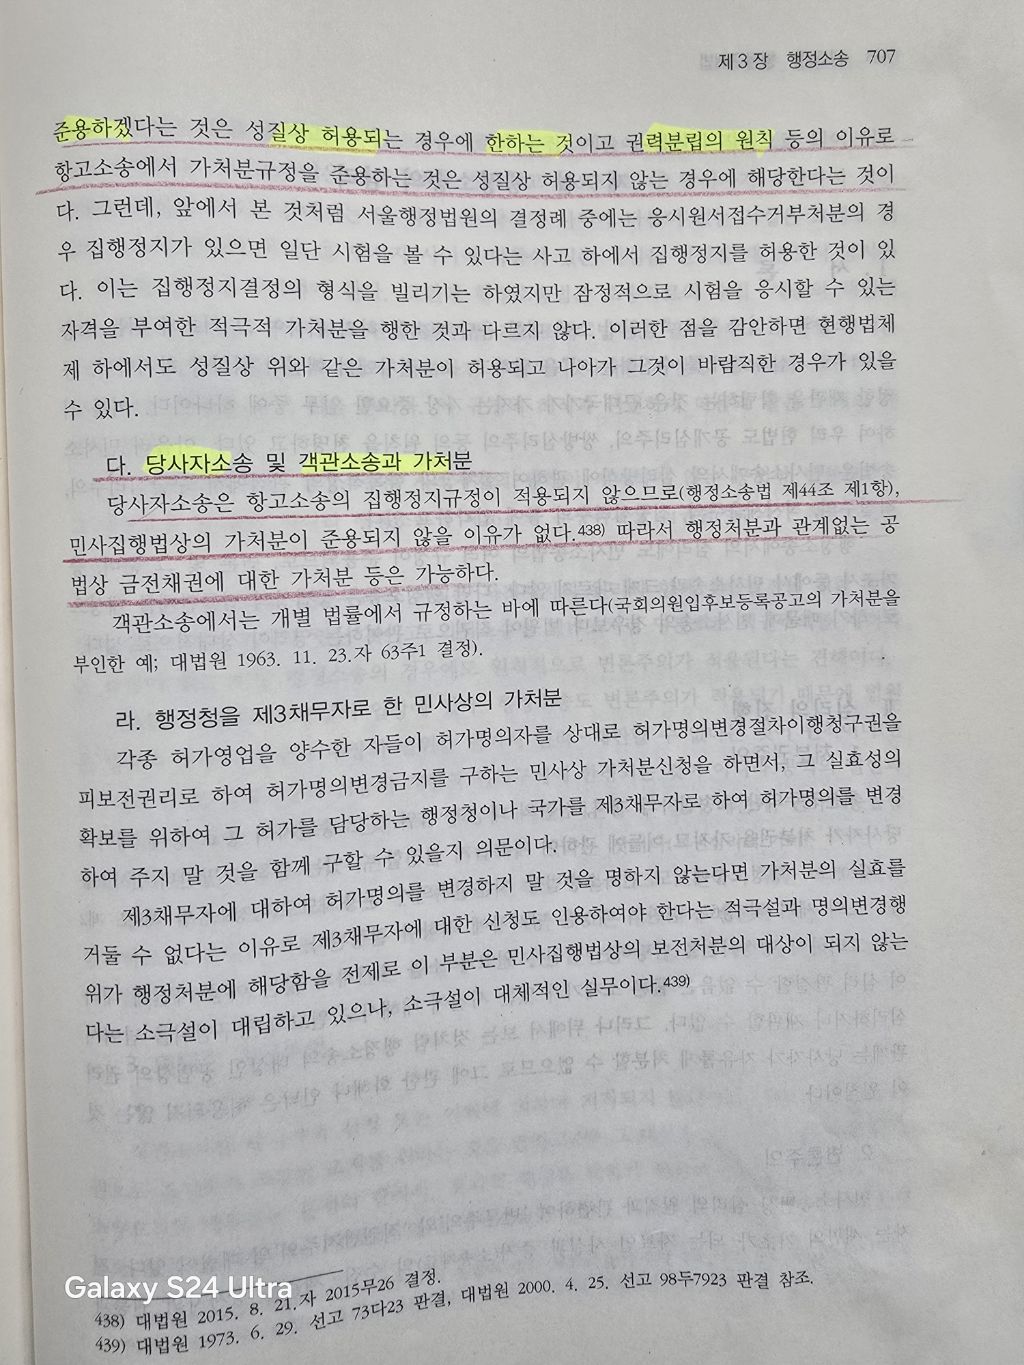 제3장 행정소송 707
준용하겠다는 것은 성질상 허용되는 경우에 한하는 것이고 권력분립의 원칙 등의 이유로
항고소송에서 가처분규정을 준용하는 것은 성질상 허용되지 않는 경우에 해당한다는 것이
다. 그런데, 앞에서 본 것처럼 서울행정법원의 결정례 중에는 응시원서접수거부처분의 경
우 집행정지가 있으면 일단 시험을 볼 수 있다는 사고 하에서 집행정지를 허용한 것이 있
다. 이는 집행정지결정의 형식을 빌리기는 하였지만 잠정적으로 시험을 응시할 수 있는
자격을 부여한 적극적 가처분을 행한 것과 다르지 않다. 이러한 점을 감안하면 현행법체
제 하에서도 성질상 위와 같은 가처분이 허용되고 나아가 그것이 바람직한 경우가 있을
수 있다.
다. 당사자소송 및 객관소송과 가처분
당사자소송은 항고소송의 집행정지규정이 적용되지 않으므로(행정소송법 제44조 제1항),
민사집행법상의 가처분이 준용되지 않을 이유가 없다.438) 따라서 행정처분과 관계없는 공
법상 금전채권에 대한 가처분 등은 가능하다.
객관소송에서는 개별 법률에서 규정하는 바에 따른다(국회의원입후보등록공고의 가처분을
부인한 예; 대법원 1963. 11. 23.자 63주1 결정).
라. 행정청을 제3채무자로 한 민사상의 가처분
각종 허가영업을 양수한 자들이 허가명의자를 상대로 허가명의변경절차이행청구권을
피보전권리로 하여 허가명의변경금지를 구하는 민사상 가처분신청을 하면서, 그 실효성의
확보를 위하여 그 허가를 담당하는 행정청이나 국가를 제3채무자로 하여 허가명의를 변경
하여 주지 말 것을 함께 구할 수 있을지 의문이다.
제3채무자에 대하여 허가명의를 변경하지 말 것을 명하지 않는다면 가처분의 실효를
거둘 수 없다는 이유로 제3채무자에 대한 신청도 인용하여야 한다는 적극설과 명의변경행
위가 행정처분에 해당함을 전제로 이 부분은 민사집행법상의 보전처분의 대상이 되지 않는
다는 소극설이 대립하고 있으나, 소극설이 대체적인 실무이다.439)
Galaxy S24 Ultra
438) 대법원 2015. 8. 21.자 2015무26 결정.
439) 대법원 1973. 6. 29. 선고 73다23 판결, 대법원 2000. 4. 25. 선고 98두7923 판결 참조.